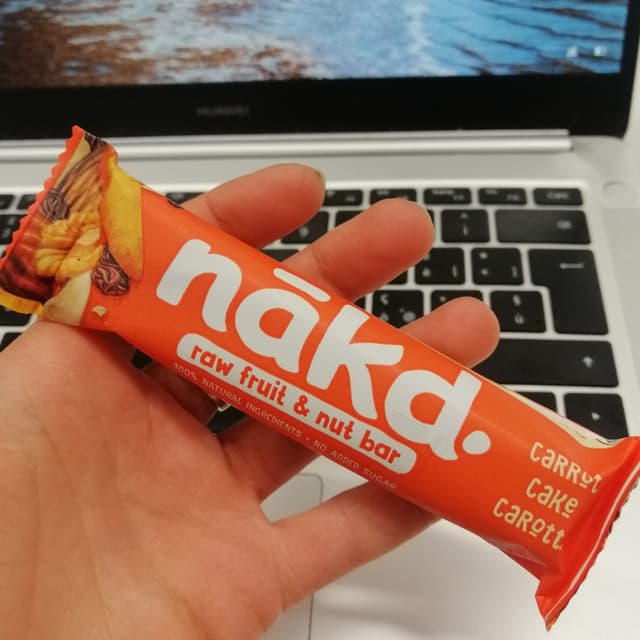 HUAWEI
nākd.
raw fruit & nut bar
100% NATURAL INGREDIENTS • NO ADDED SUGAR
CARROT
CAKE
CAROTT